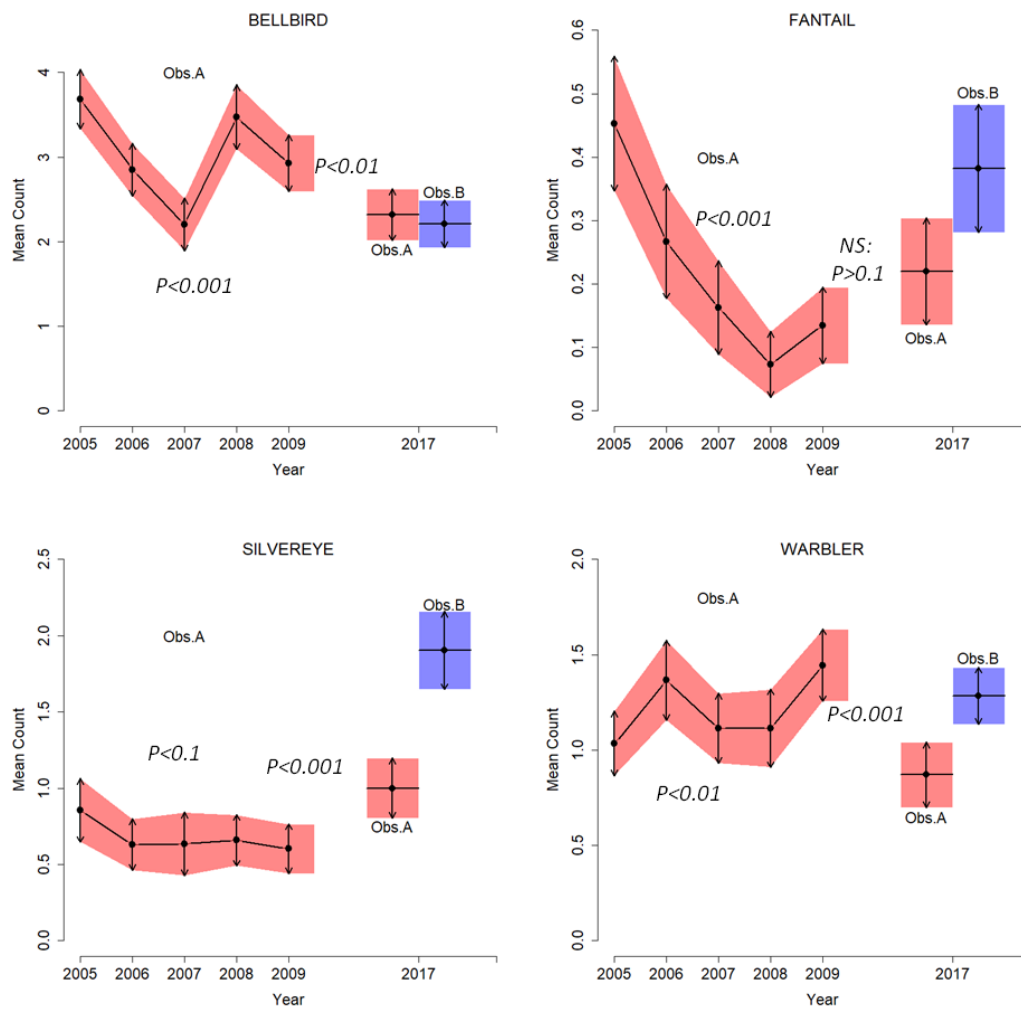 BELLBIRD
Mean Count
4
3
2
1
0
Obs.A
P<0.001
P<0.01
Obs.A
Obs.B
2005 2006 2007 2008 2009 2017
Year
FANTAIL
Mean Count
0.6
0.5
0.4
0.3
0.2
0.1
0.0
Obs.A
P<0.001
NS:
P>0.1
Obs.B
Obs.A
2005 2006 2007 2008 2009 2017
Year
SILVEREYE
Mean Count
2.5
2.0
1.5
1.0
0.5
0.0
Obs.A
P<0.1
P<0.001
Obs.B
Obs.A
2005 2006 2007 2008 2009 2017
Year
WARBLER
Mean Count
2.0
1.5
1.0
0.5
0.0
Obs.A
P<0.01
P<0.001
Obs.B
Obs.A
2005 2006 2007 2008 2009 2017
Year